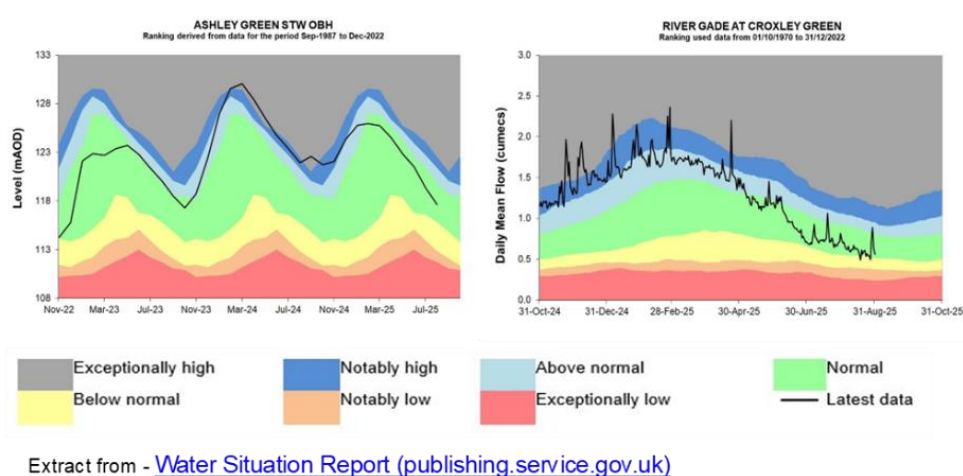 ASHLEY GREEN STW OBH
Ranking derived from data for the period Sep-1987 to Dec-2022
Level (mAOD)
133
128
123
118
113
108
Nov-22 Mar-23 Jul-23 Nov-23 Mar-24 Jul-24 Nov-24 Mar-25 Jul-25
RIVER GADE AT CROXLEY GREEN
Ranking used data from 01/10/1970 to 31/12/2022
Daily Mean Flow (cumecs)
3.0
2.5
2.0
1.5
1.0
0.5
0.0
31-Oct-24 31-Dec-24 28-Feb-25 30-Apr-25 30-Jun-25 31-Aug-25 31-Oct-25
Exceptionally high Notably high Above normal Normal
Below normal Notably low Exceptionally low Latest data
Extract from - Water Situation Report (publishing.service.gov.uk)